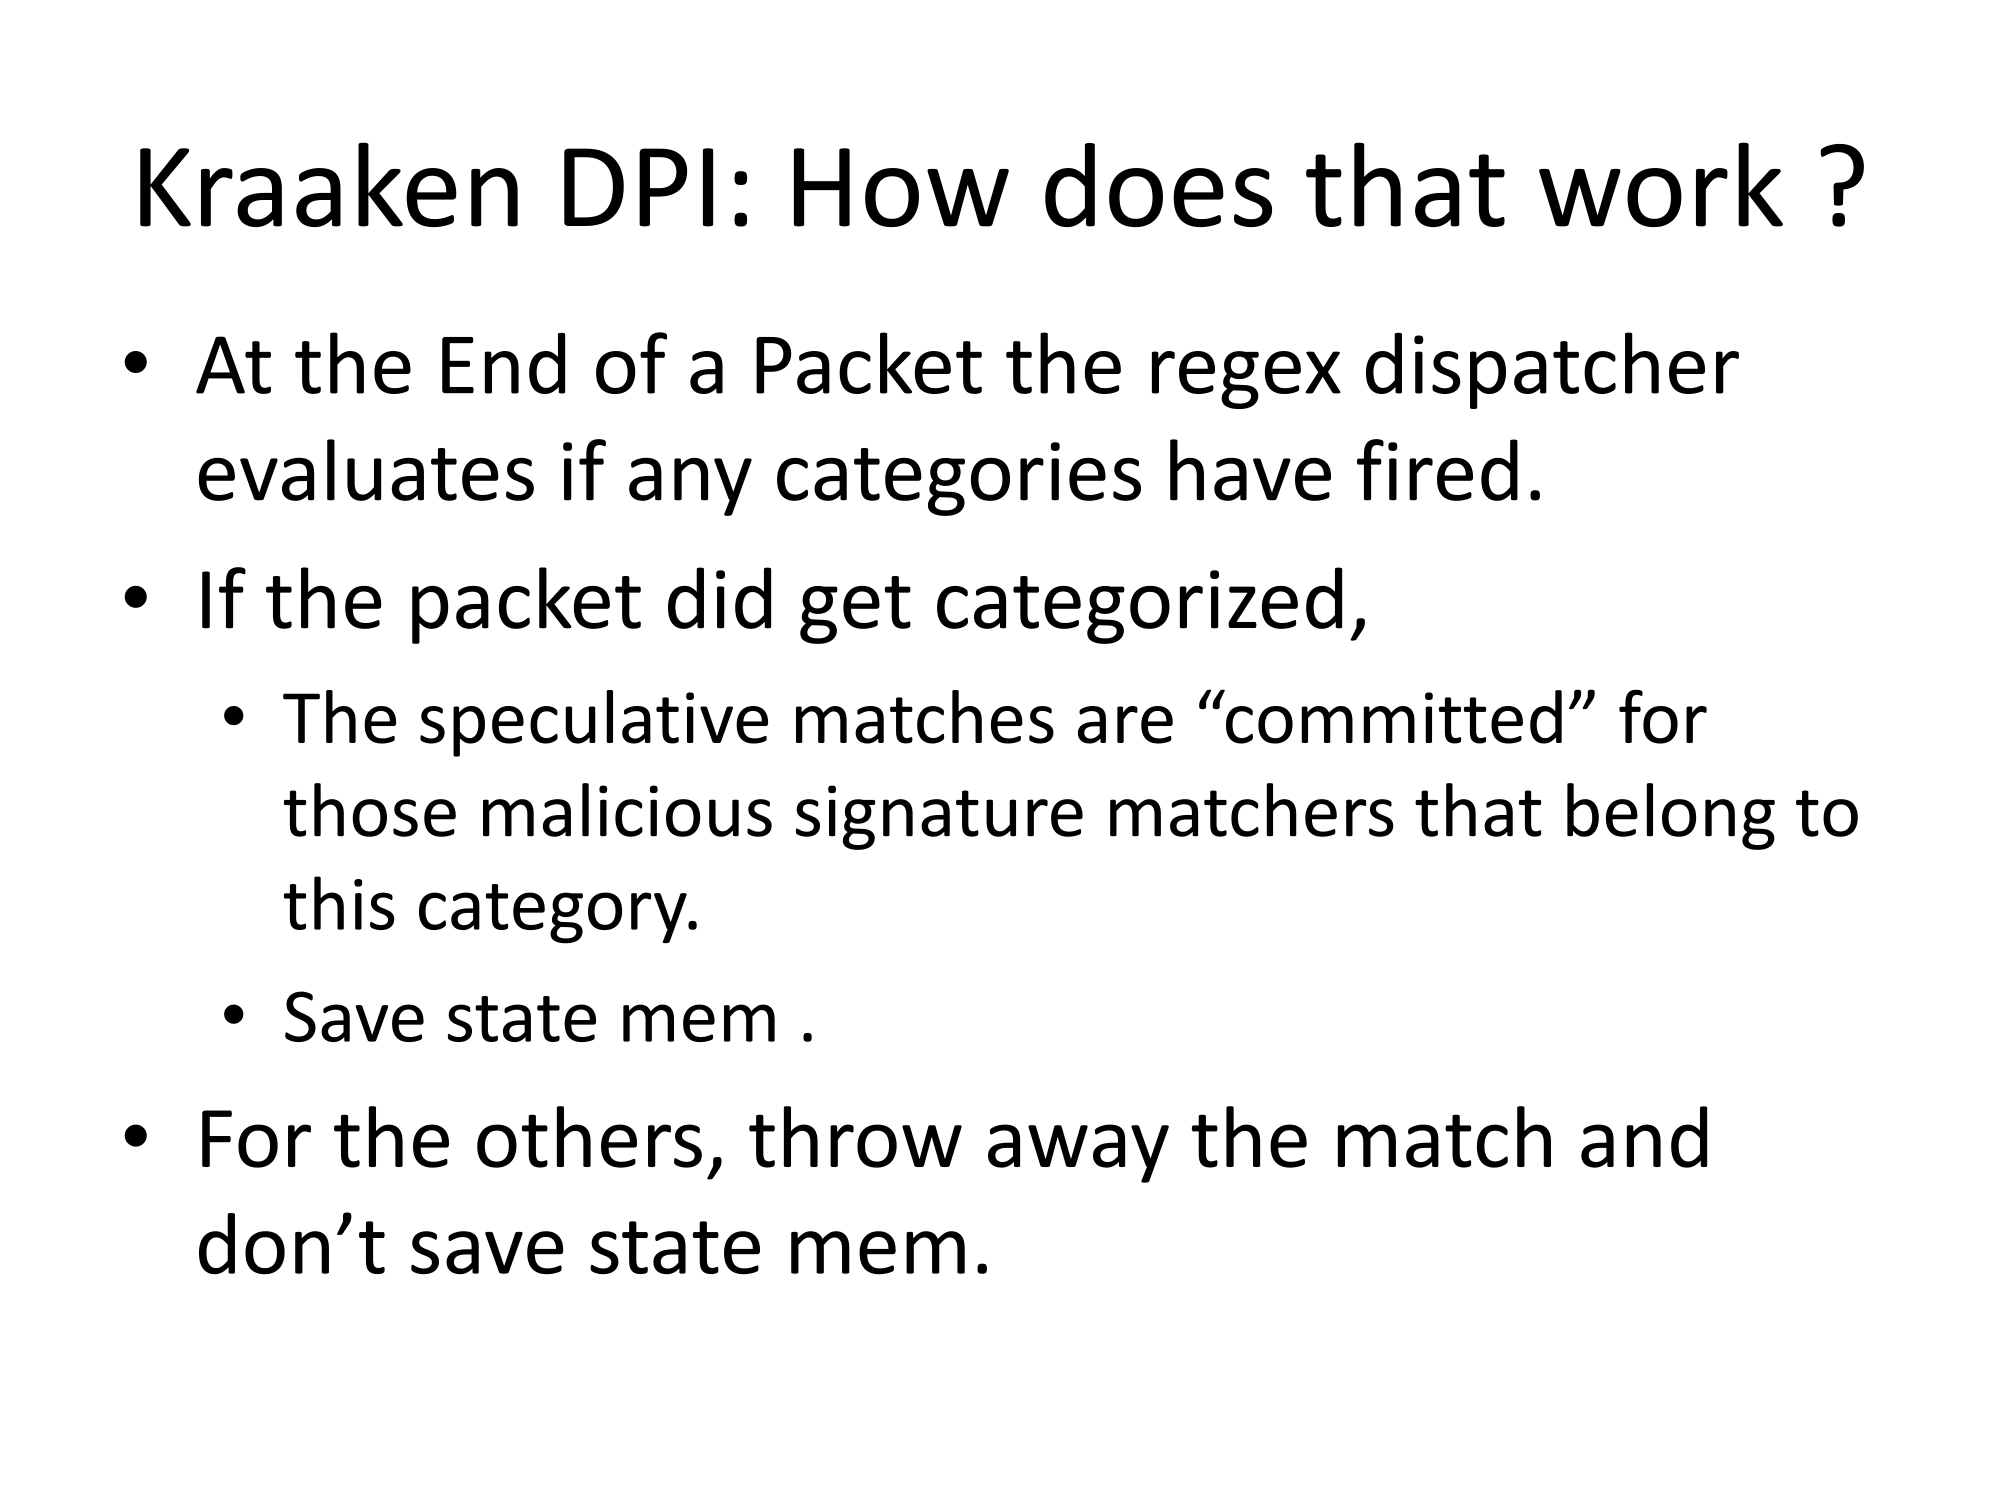 Kraaken DPI: How does that work ?
• At the End of a Packet the regex dispatcher
evaluates if any categories have fired.
• If the packet did get categorized,
• The speculative matches are “committed” for
those malicious signature matchers that belong to
this category.
• Save state mem .
• For the others, throw away the match and
don’t save state mem.